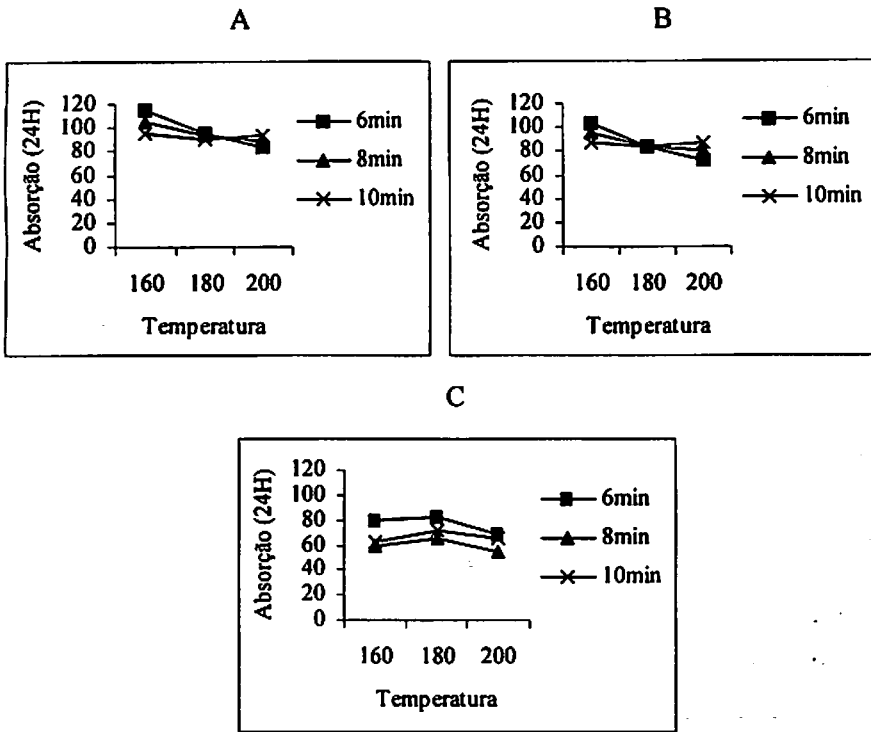 A
Absorção (24H)
120
100
80
60
40
20
0
160 180 200
Temperatura
6min
8min
10min
B
Absorção (24H)
120
100
80
60
40
20
0
160 180 200
Temperatura
6min
8min
10min
C
Absorção (24H)
120
100
80
60
40
20
0
160 180 200
Temperatura
6min
8min
10min